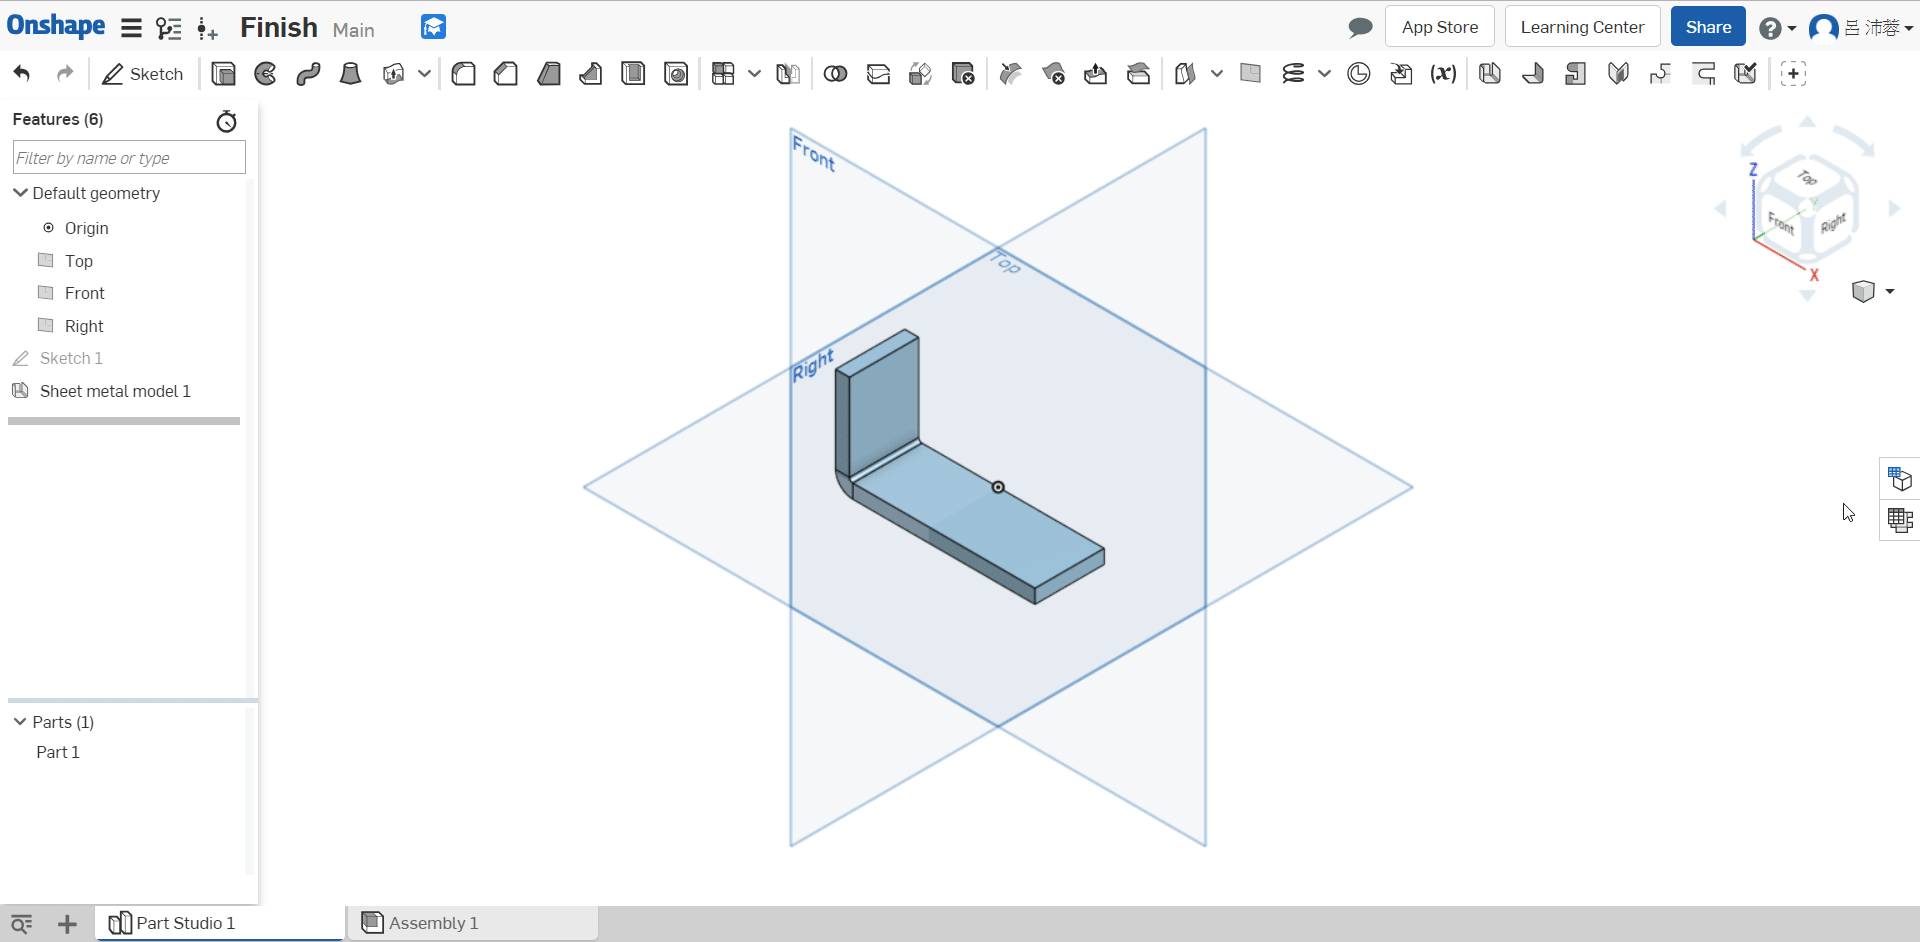 Onshape Finish Main App Store Learning Center Share ? 呂 沛蓉
Sketch (x)
Features (6)
Filter by name or type
Default geometry
Origin
Top
Front
Right
Sketch 1
Sheet metal model 1
Parts (1)
Part 1
Front
Top
Right
Z
Top
Y
Front
Right
X
Part Studio 1
Assembly 1